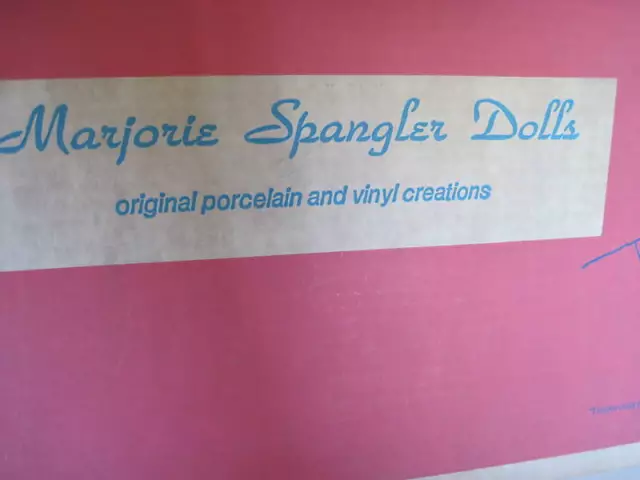 Marjorie Spangler Dolls
original porcelain and vinyl creations